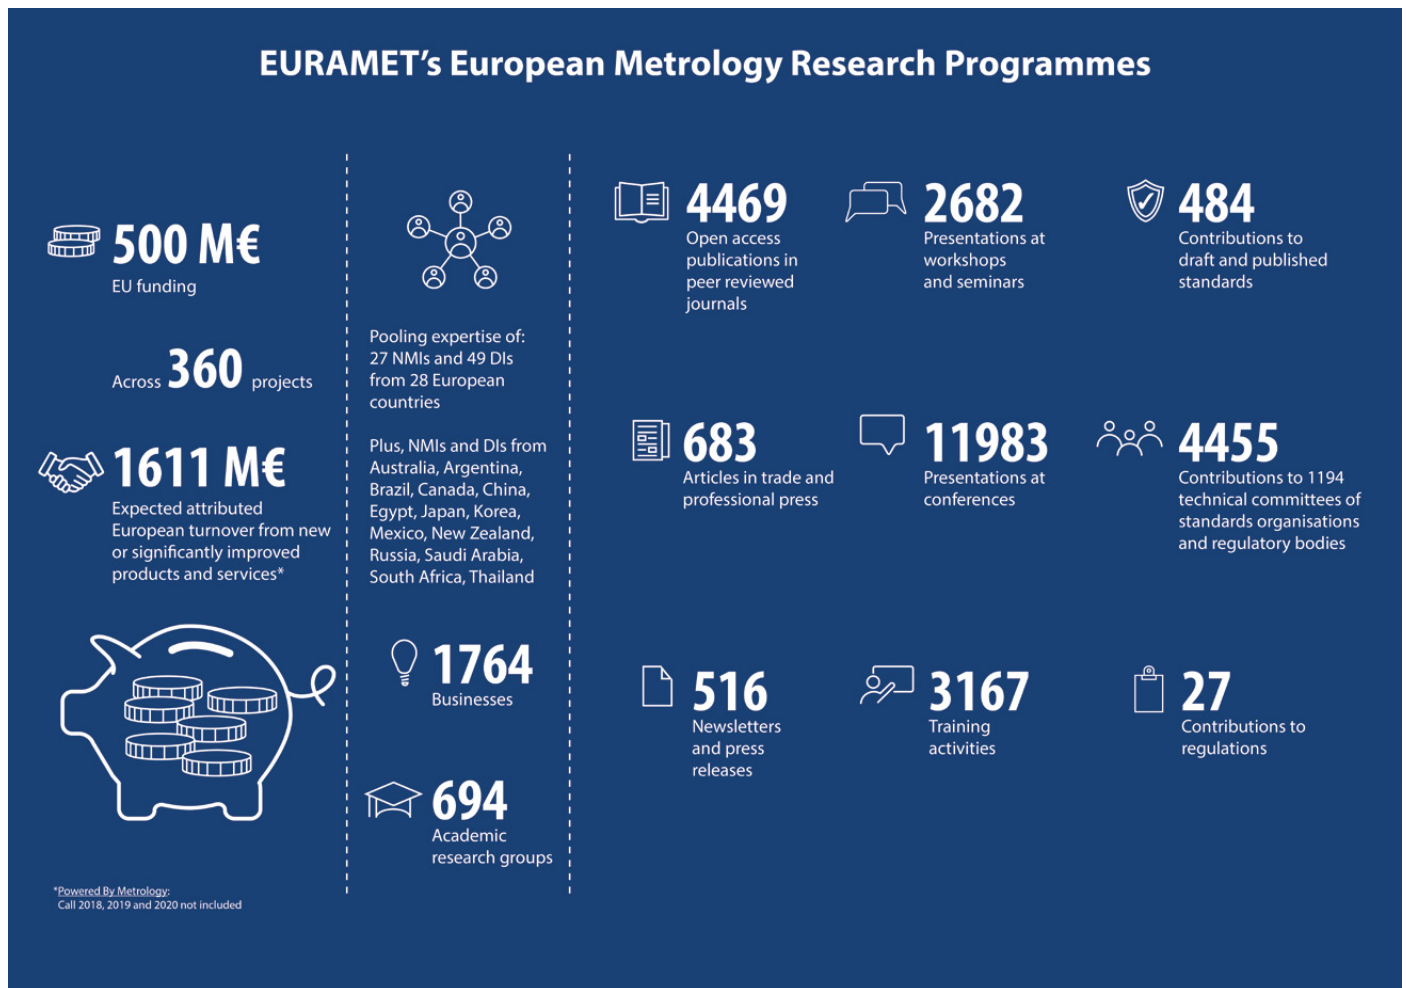 EURAMET's European Metrology Research Programmes
500 M€
EU funding
Across 360 projects
1611 M€
Expected attributed
European turnover from new
or significantly improved
products and services*
*Powered By Metrology:
Call 2018, 2019 and 2020 not included
Pooling expertise of:
27 NMIs and 49 DIs
from 28 European
countries
Plus, NMIs and DIs from
Australia, Argentina,
Brazil, Canada, China,
Egypt, Japan, Korea,
Mexico, New Zealand,
Russia, Saudi Arabia,
South Africa, Thailand
1764
Businesses
694
Academic
research groups
4469
Open access
publications in
peer reviewed
journals
2682
Presentations at
workshops
and seminars
484
Contributions to
draft and published
standards
683
Articles in trade and
professional press
11983
Presentations at
conferences
4455
Contributions to 1194
technical committees of
standards organisations
and regulatory bodies
516
Newsletters
and press
releases
3167
Training
activities
27
Contributions to
regulations